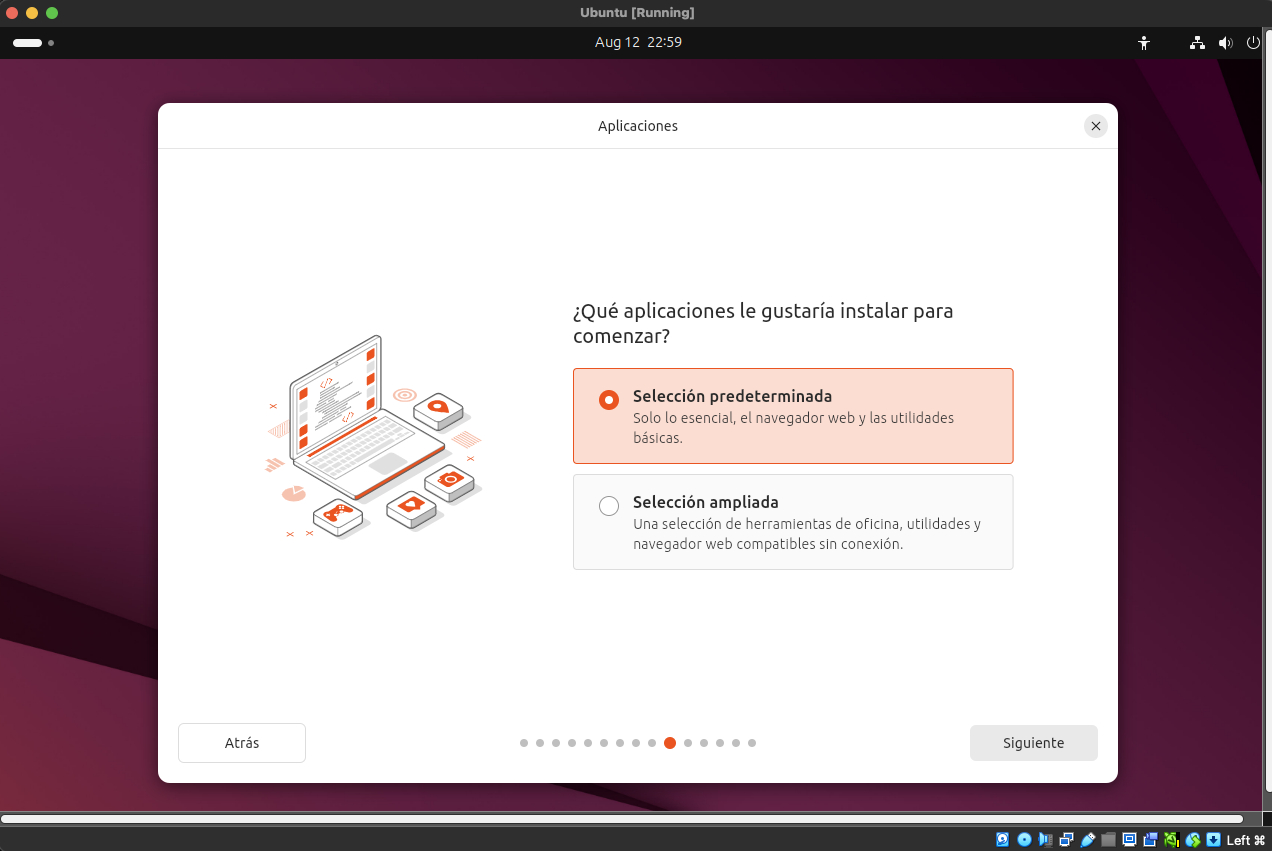 Ubuntu [Running]
Aug 12 22:59
Aplicaciones
¿Qué aplicaciones le gustaría instalar para
comenzar?
Selección predeterminada
Solo lo esencial, el navegador web y las utilidades
básicas.
Selección ampliada
Una selección de herramientas de oficina, utilidades y
navegador web compatibles sin conexión.
Atrás
Siguiente
Left ⌘